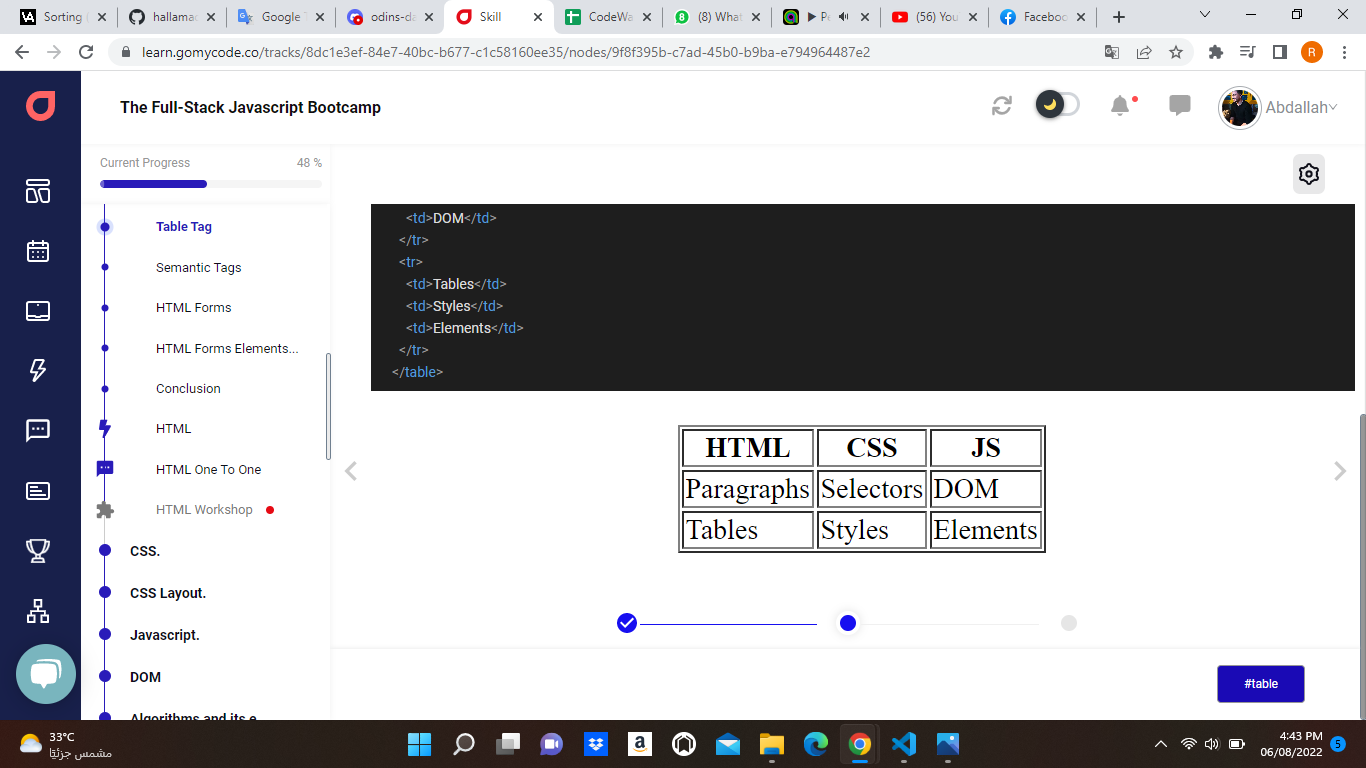 Sorting
hallamac
Google T
odins-da
Skill
CodeWa
(8) What
Pe
(56) You
Faceboo
learn.gomycode.co/tracks/8dc1e3ef-84e7-40bc-b677-c1c58160ee35/nodes/9f8f395b-c7ad-45b0-b9ba-e794964487e2
R
The Full-Stack Javascript Bootcamp
Abdallah
Current Progress 48 %
Table Tag
Semantic Tags
HTML Forms
HTML Forms Elements...
Conclusion
HTML
HTML One To One
HTML Workshop
CSS.
CSS Layout.
Javascript.
DOM
Algorithms and its e
<td>DOM</td>
</tr>
<tr>
<td>Tables</td>
<td>Styles</td>
<td>Elements</td>
</tr>
</table>
HTML CSS JS
Paragraphs Selectors DOM
Tables Styles Elements
#table
33°C
مشمس جزئيًا
4:43 PM
06/08/2022
5